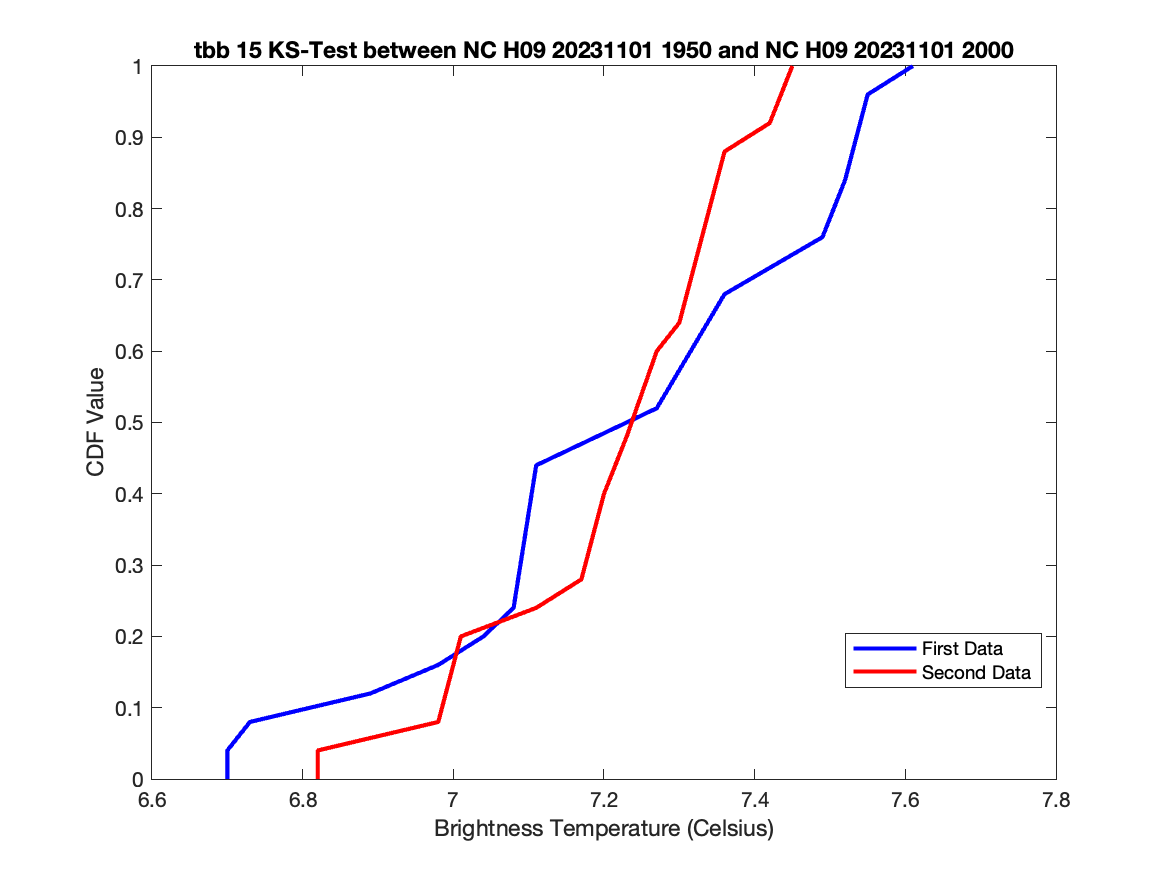 tbb 15 KS-Test between NC H09 20231101 1950 and NC H09 20231101 2000
1
0.9
0.8
0.7
0.6
0.5
0.4
0.3
0.2
0.1
0
CDF Value
First Data
Second Data
6.6 6.8 7 7.2 7.4 7.6 7.8
Brightness Temperature (Celsius)